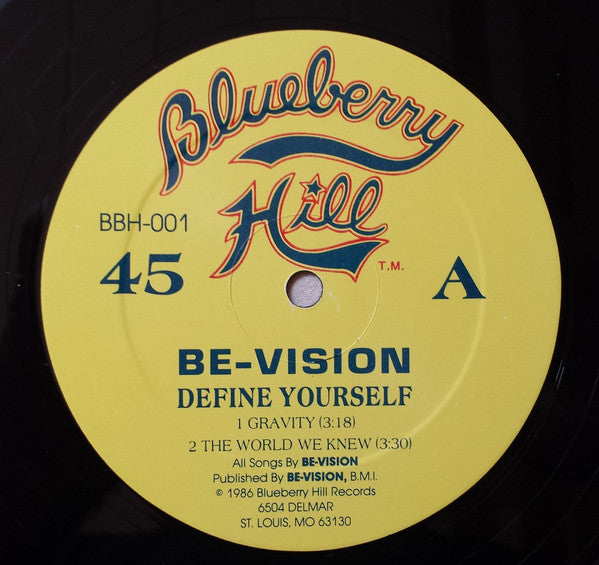 Blueberry
Hill
T.M.
BBH-001
45
A
BE-VISION
DEFINE YOURSELF
1 GRAVITY (3:18)
2 THE WORLD WE KNEW (3:30)
All Songs By BE-VISION
Published By BE-VISION, B.M.I.
© 1986 Blueberry Hill Records
6504 DELMAR
ST. LOUIS, MO 63130